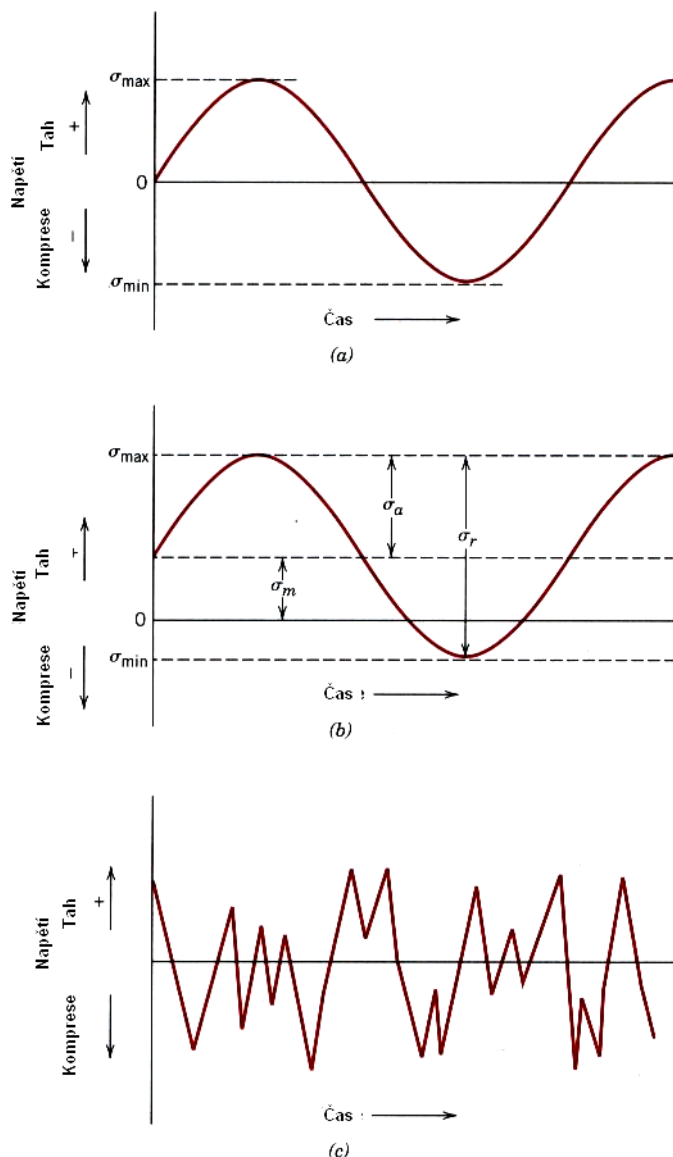 σmax
Napětí
Tah +
0
Komprese −
σmin
Čas
(a)
σmax
σa
σr
Napětí
Tah
σm
0
Komprese −
σmin
Čas
(b)
Napětí
Tah +
Komprese
Čas
(c)